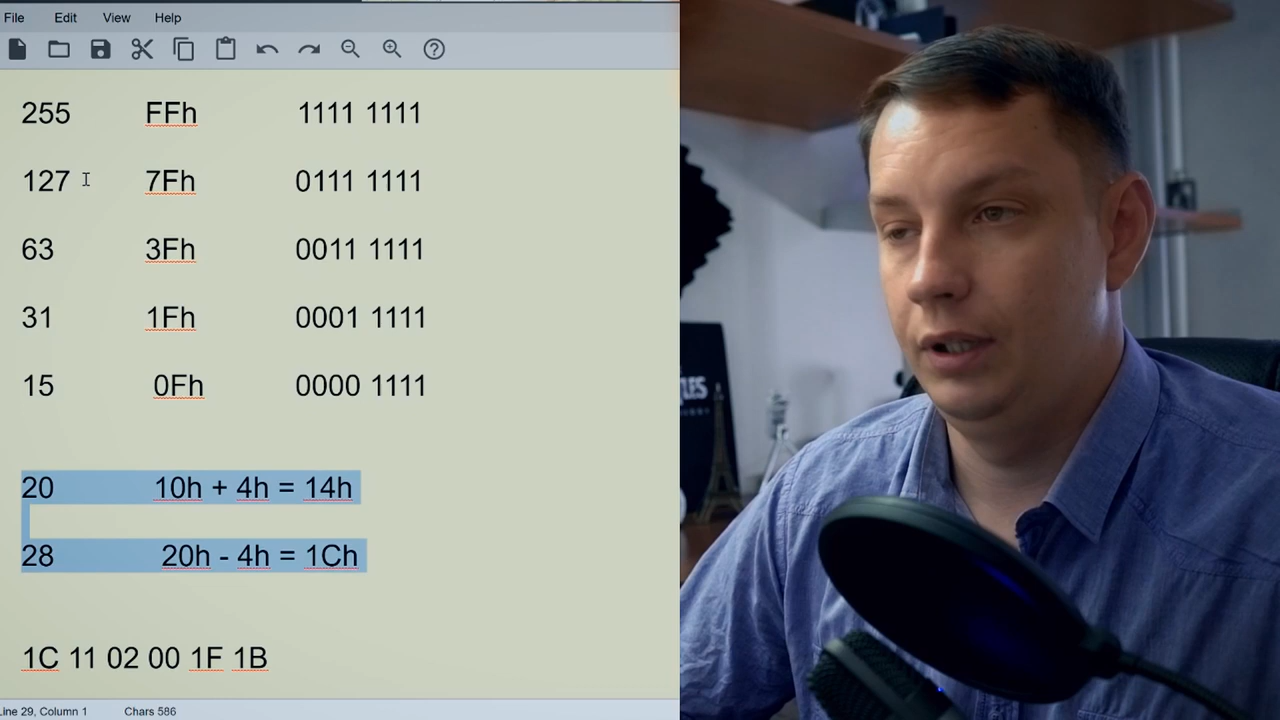 File Edit View Help
255 FFh 1111 1111
127 7Fh 0111 1111
63 3Fh 0011 1111
31 1Fh 0001 1111
15 0Fh 0000 1111
20 10h + 4h = 14h
28 20h - 4h = 1Ch
1C 11 02 00 1F 1B
Line 29, Column 1 Chars 586